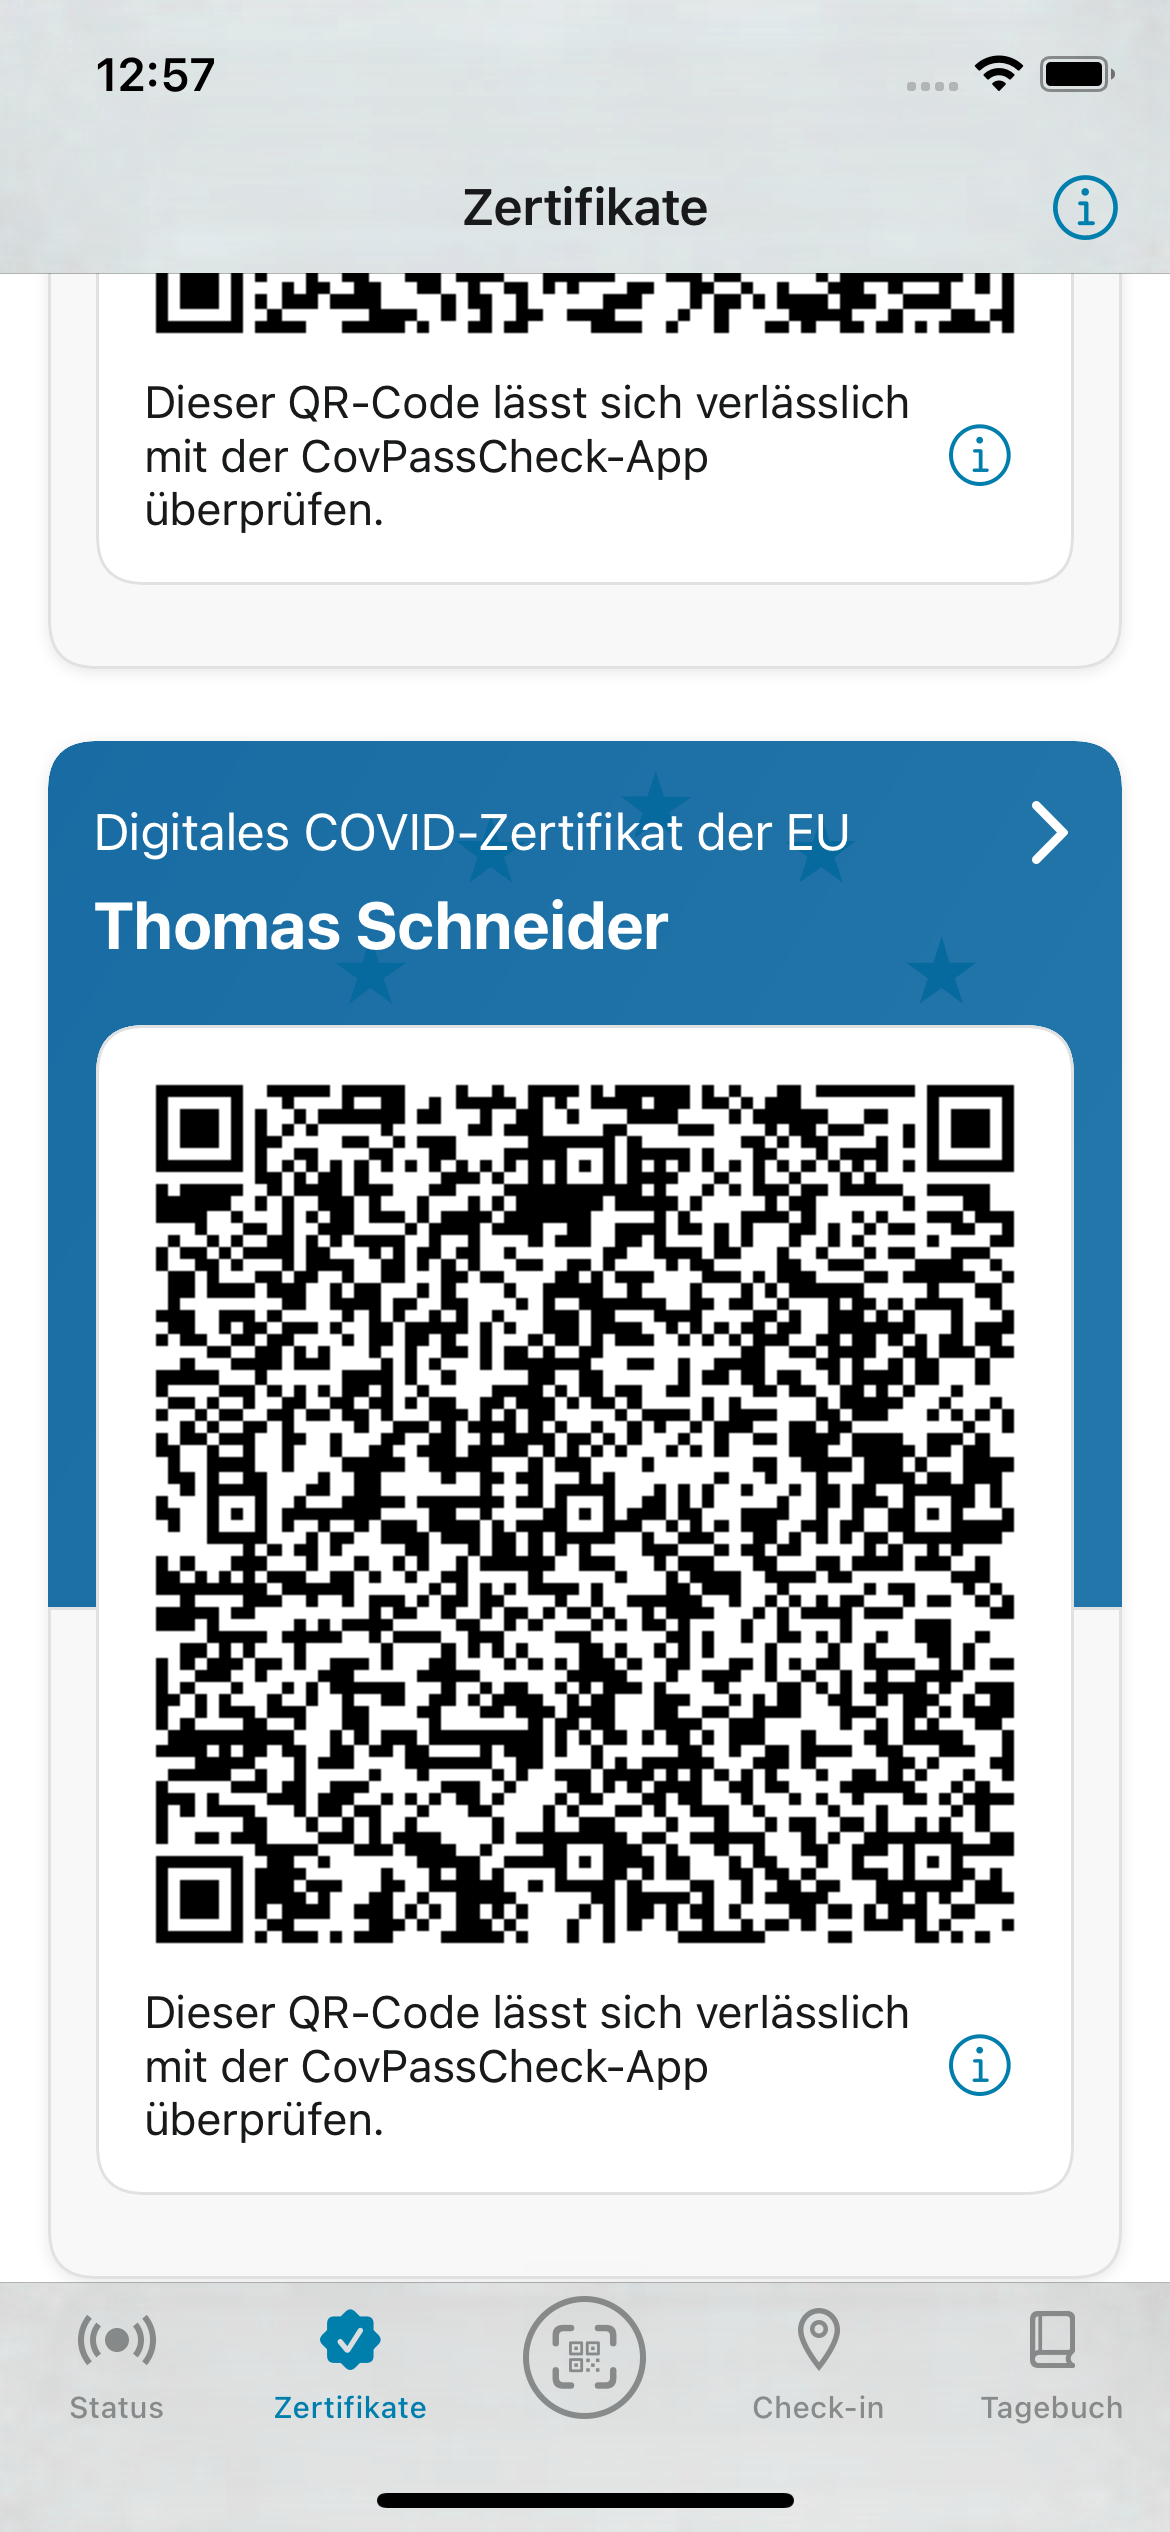 12:57
Zertifikate
Dieser QR-Code lässt sich verlässlich
mit der CovPassCheck-App
überprüfen.
Digitales COVID-Zertifikat der EU
Thomas Schneider
Dieser QR-Code lässt sich verlässlich
mit der CovPassCheck-App
überprüfen.
Status
Zertifikate
Check-in
Tagebuch